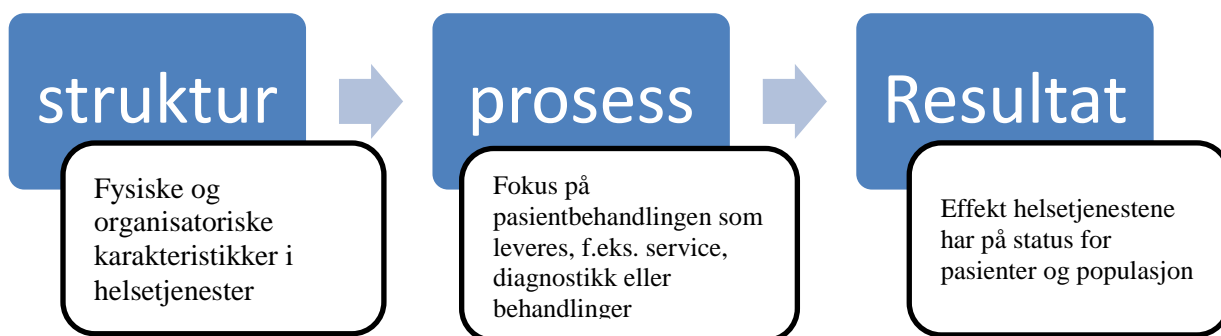 struktur
Fysiske og
organisatoriske
karakteristikker i
helsetjenester
prosess
Fokus på
pasientbehandlingen som
leveres, f.eks. service,
diagnostikk eller
behandlinger
Resultat
Effekt helsetjenestene
har på status for
pasienter og populasjon